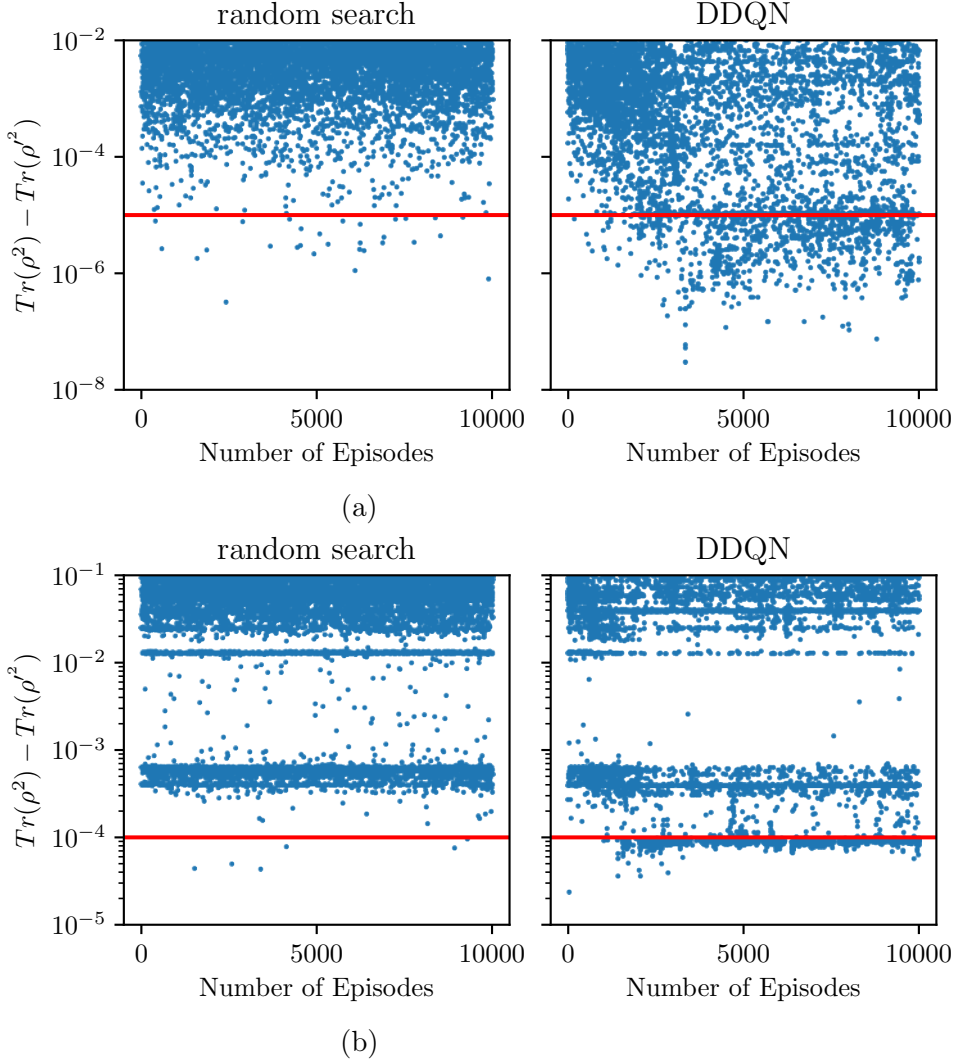 random search DDQN
10⁻²
10⁻⁴
10⁻⁶
10⁻⁸
Tr(ρ²) − Tr(ρ′²)
0 5000 10000 0 5000 10000
Number of Episodes Number of Episodes
(a)
random search DDQN
10⁻¹
10⁻²
10⁻³
10⁻⁴
10⁻⁵
Tr(ρ²) − Tr(ρ′²)
0 5000 10000 0 5000 10000
Number of Episodes Number of Episodes
(b)